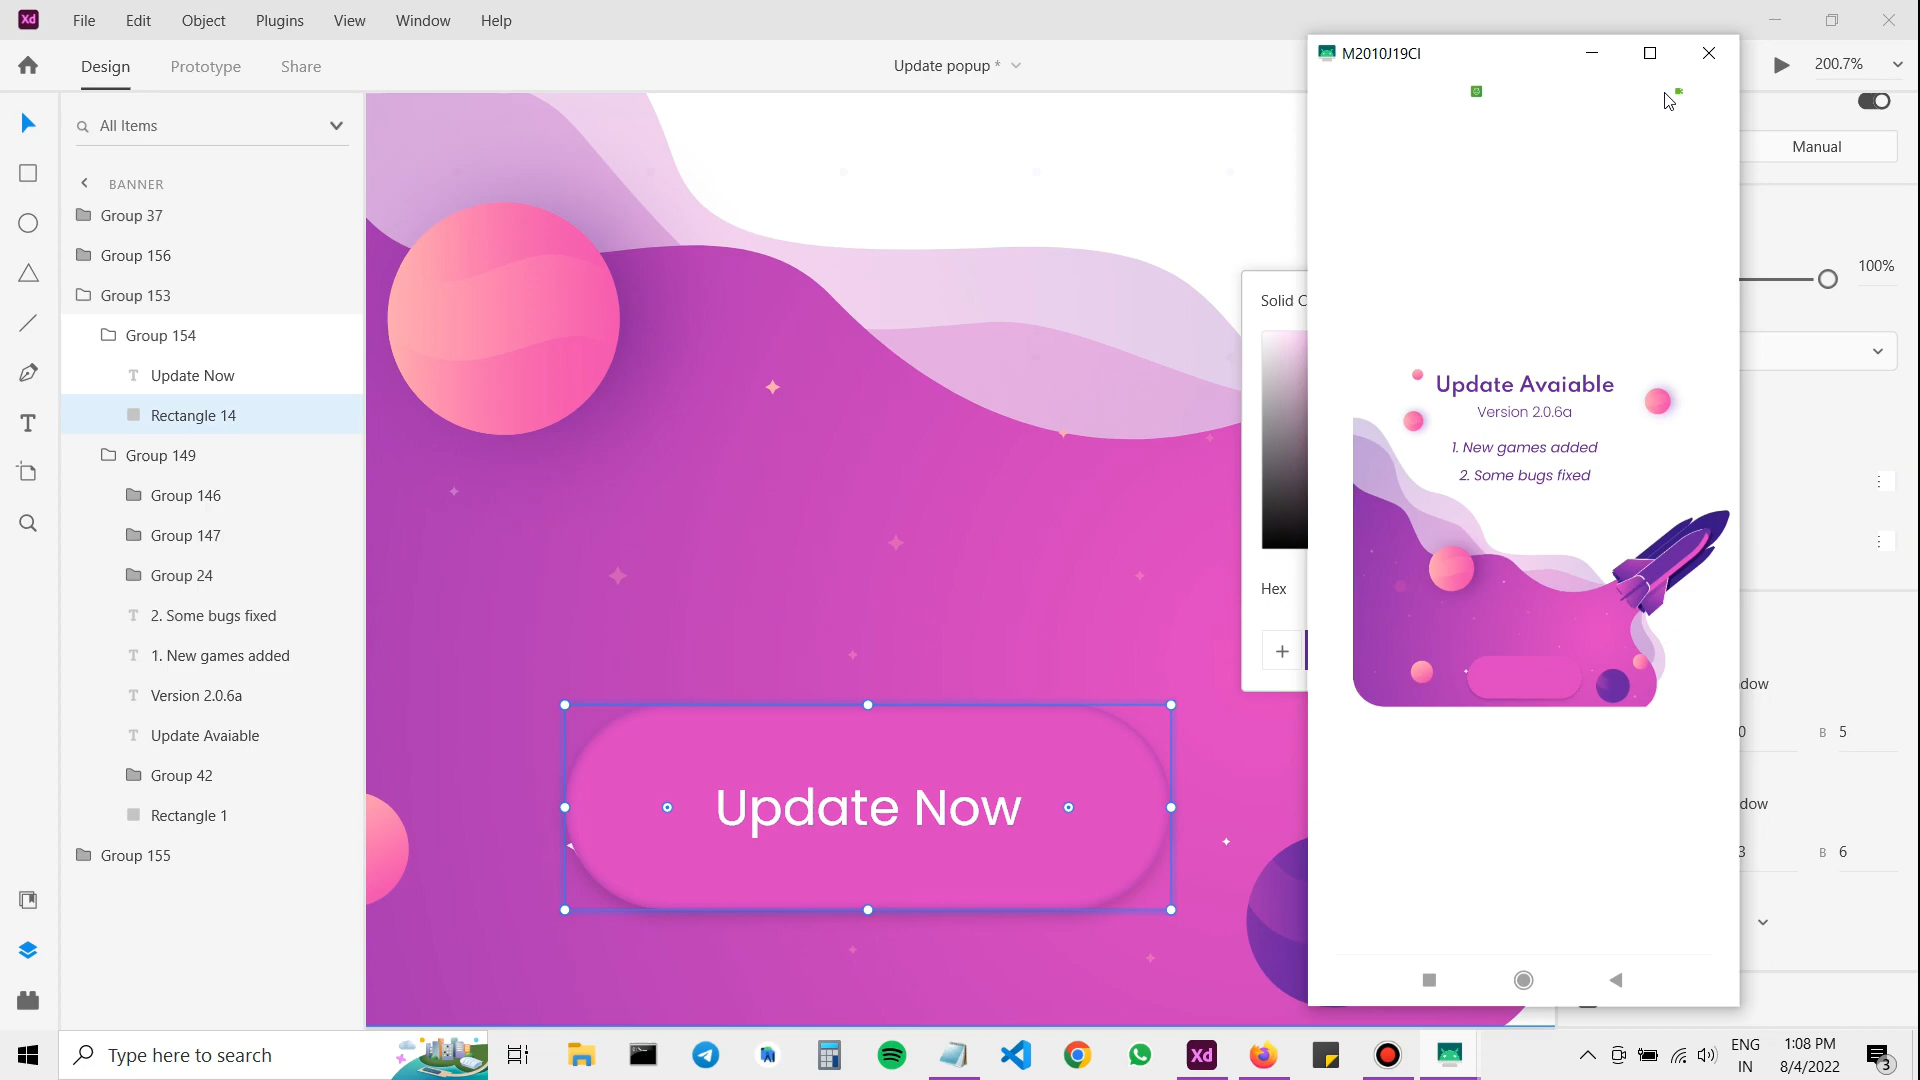 Xd File Edit Object Plugins View Window Help
Design Prototype Share
Update popup *
200.7%
M2010J19CI
All Items
BANNER
Group 37
Group 156
Group 153
Group 154
Update Now
Rectangle 14
Group 149
Group 146
Group 147
Group 24
2. Some bugs fixed
1. New games added
Version 2.0.6a
Update Avaiable
Group 42
Rectangle 1
Group 155
Update Now
Solid C
Hex
Update Avaiable
Version 2.0.6a
1. New games added
2. Some bugs fixed
Manual
100%
dow
0 B 5
dow
3 B 6
Type here to search
Xd
ENG
IN
1:08 PM
8/4/2022
3